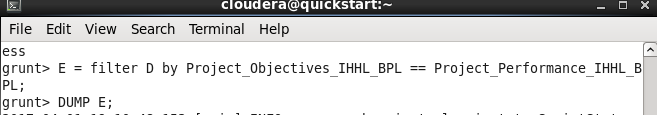 cloudera@quickstart:~
File Edit View Search Terminal Help
ess
grunt> E = filter D by Project_Objectives_IHHL_BPL == Project_Performance_IHHL_B
PL;
grunt> DUMP E;